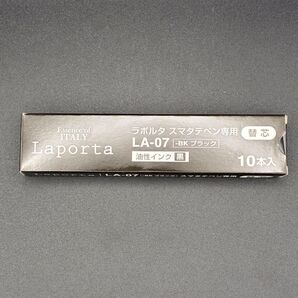 Essence of
ITALY
Laporta
ラポルタ スマタテペン専用 替芯
LA-07 -BK ブラック
油性インク 黒
10本入